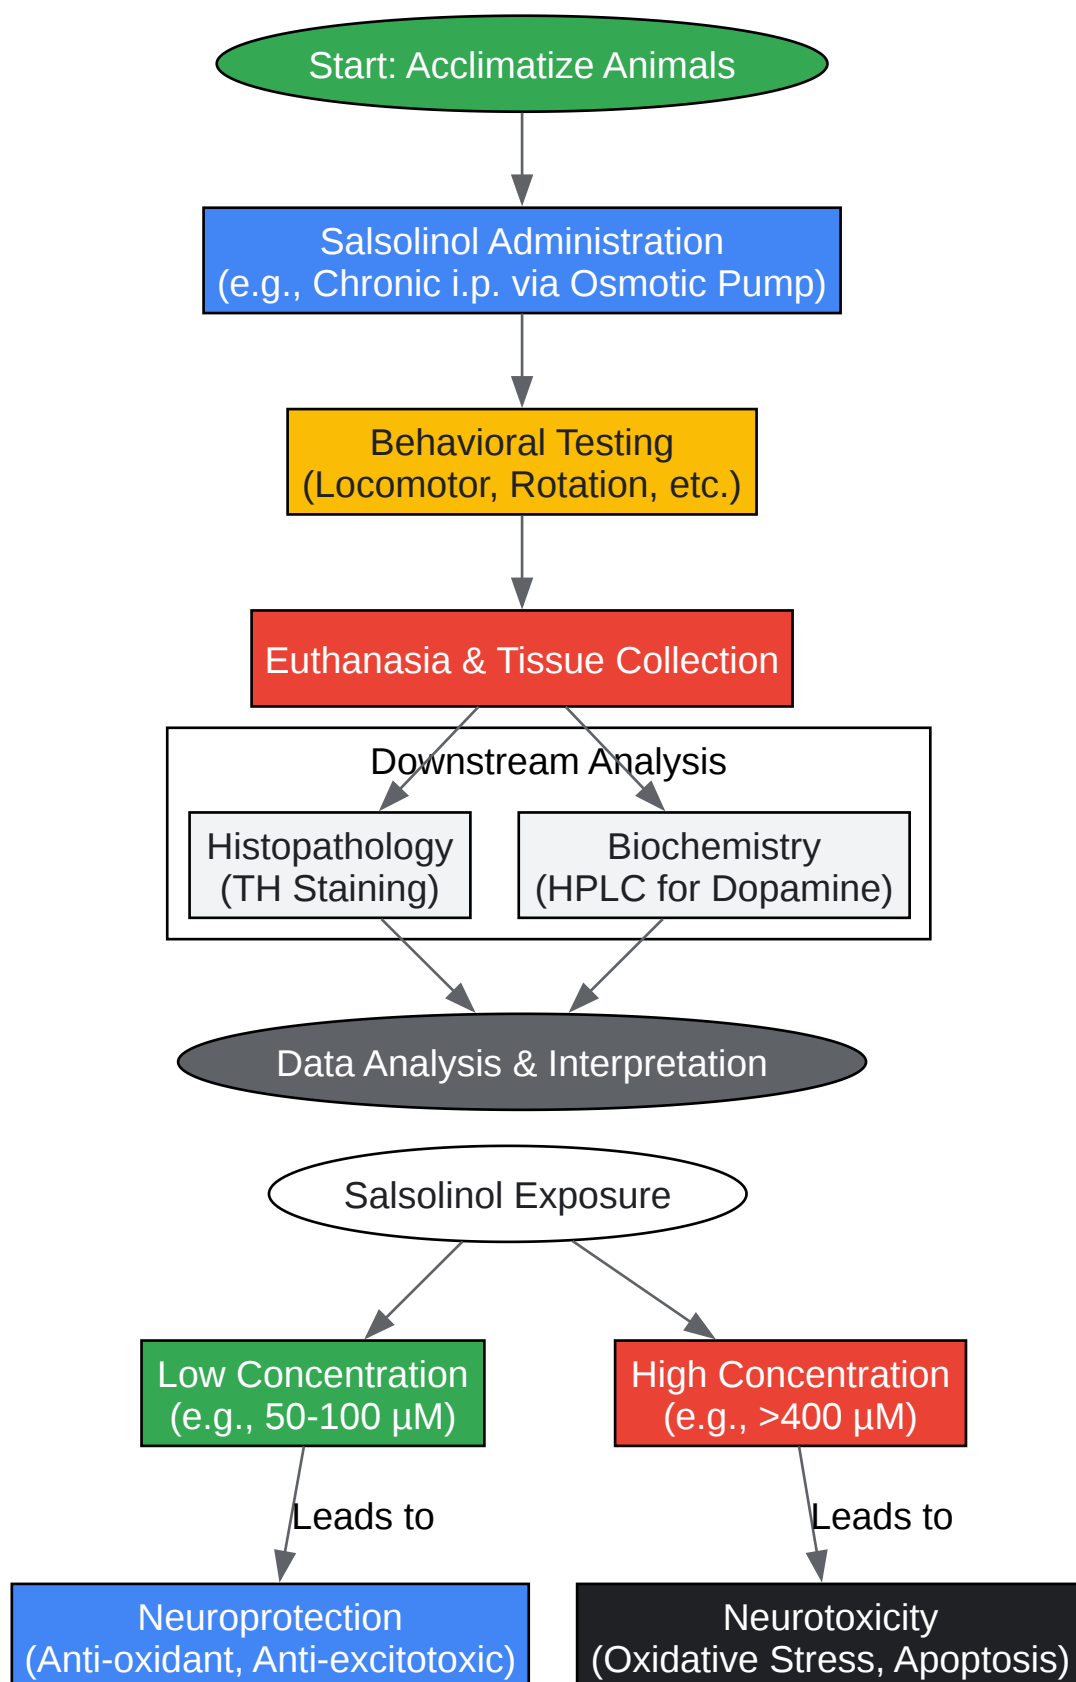 Start: Acclimatize Animals
Salsolinol Administration
(e.g., Chronic i.p. via Osmotic Pump)
Behavioral Testing
(Locomotor, Rotation, etc.)
Euthanasia & Tissue Collection
Downstream Analysis
Histopathology
(TH Staining)
Biochemistry
(HPLC for Dopamine)
Data Analysis & Interpretation
Salsolinol Exposure
Low Concentration
(e.g., 50-100 µM)
High Concentration
(e.g., >400 µM)
Leads to
Leads to
Neuroprotection
(Anti-oxidant, Anti-excitotoxic)
Neurotoxicity
(Oxidative Stress, Apoptosis)